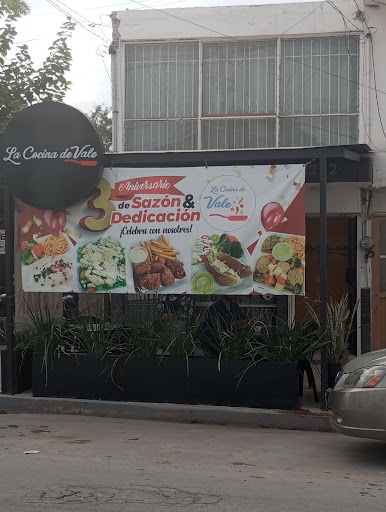 La Cocina de Vale
3
Aniversario
de Sazón &
Dedicación
¡Celebra con nosotros!
La Cocina de
Vale